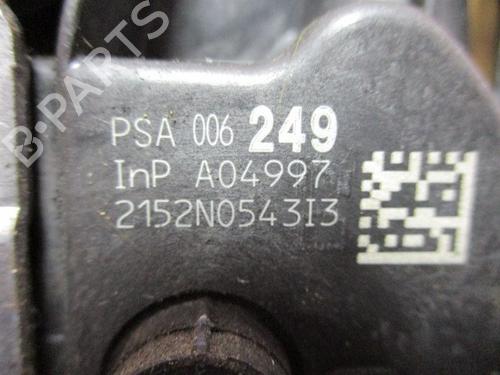 B-PARTS
PSA 006 249
InP A04997
2152N0543I3